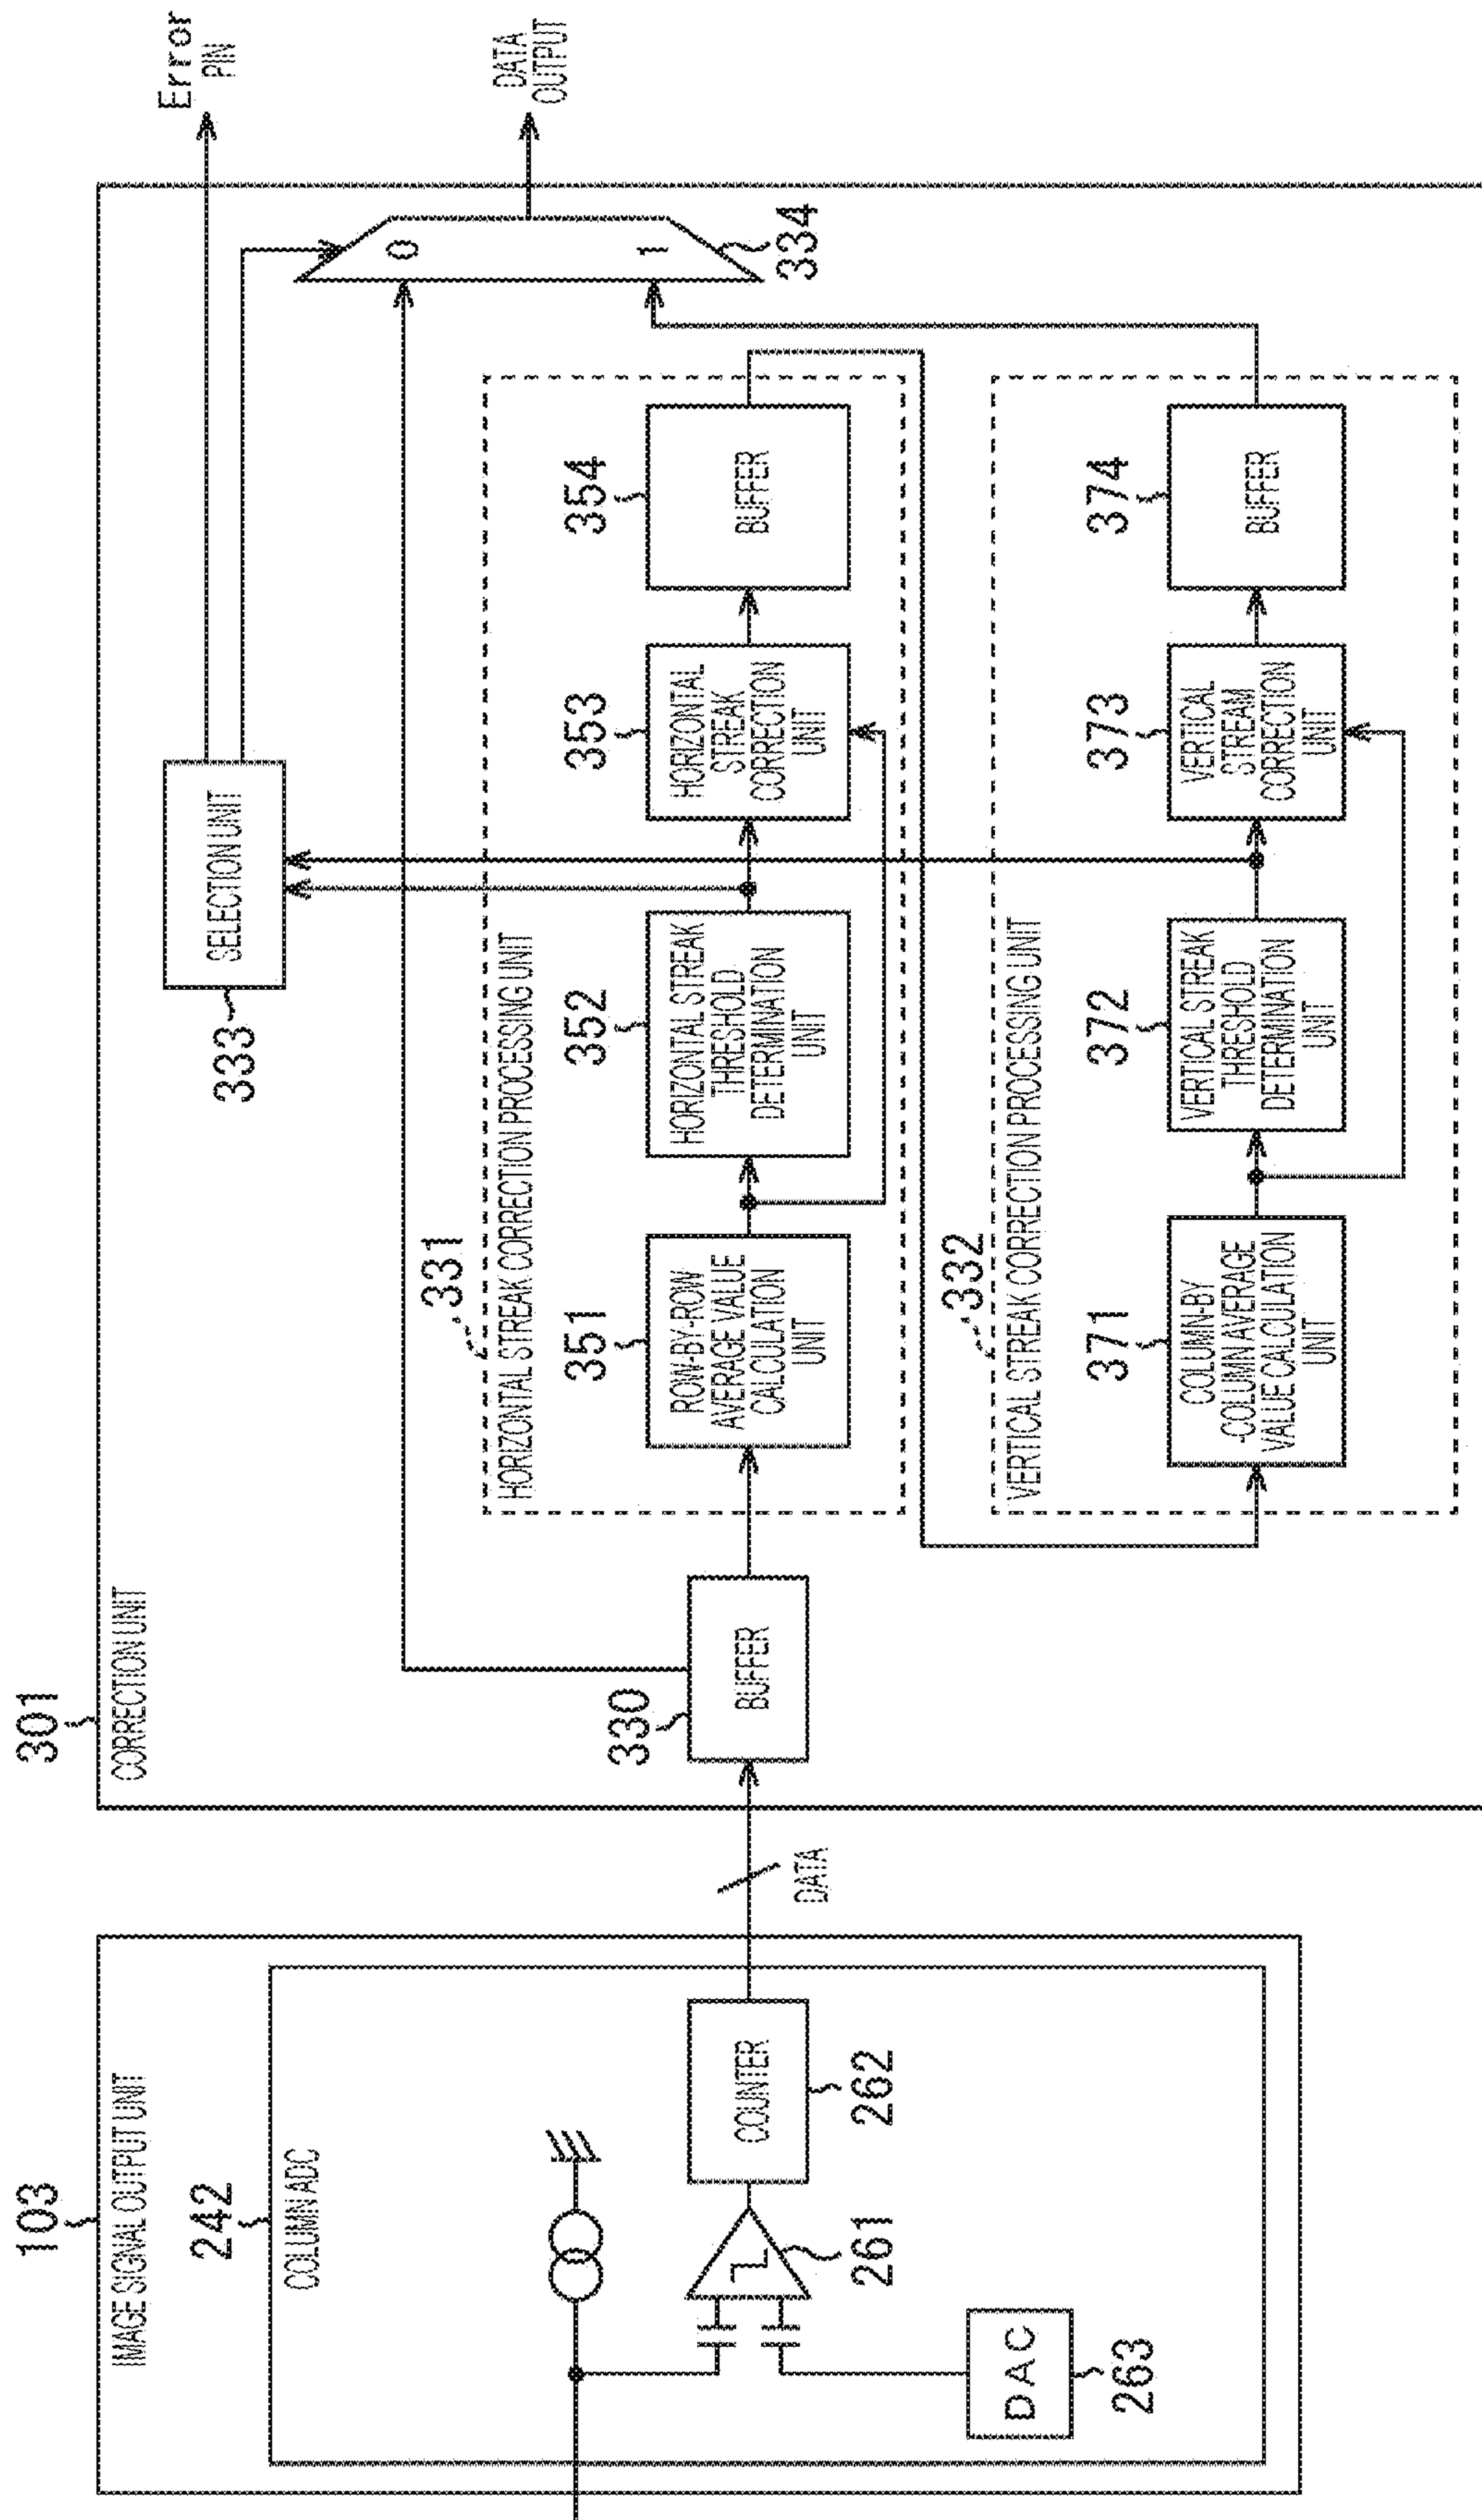 103
IMAGE SIGNAL OUTPUT UNIT
242
COLUMN ADC
261
COUNTER
262
DAC
263
DATA
301
CORRECTION UNIT
330
BUFFER
331
HORIZONTAL STREAK CORRECTION PROCESSING UNIT
351
ROW-BY-ROW
AVERAGE VALUE
CALCULATION
UNIT
352
HORIZONTAL STREAK
THRESHOLD
DETERMINATION
UNIT
353
HORIZONTAL
STREAK
CORRECTION
UNIT
354
BUFFER
332
VERTICAL STREAK CORRECTION PROCESSING UNIT
371
COLUMN-BY
-COLUMN AVERAGE
VALUE CALCULATION
UNIT
372
VERTICAL STREAK
THRESHOLD
DETERMINATION
UNIT
373
VERTICAL
STREAM
CORRECTION
UNIT
374
BUFFER
333
SELECTION UNIT
0
1
334
Error
PIN
DATA
OUTPUT